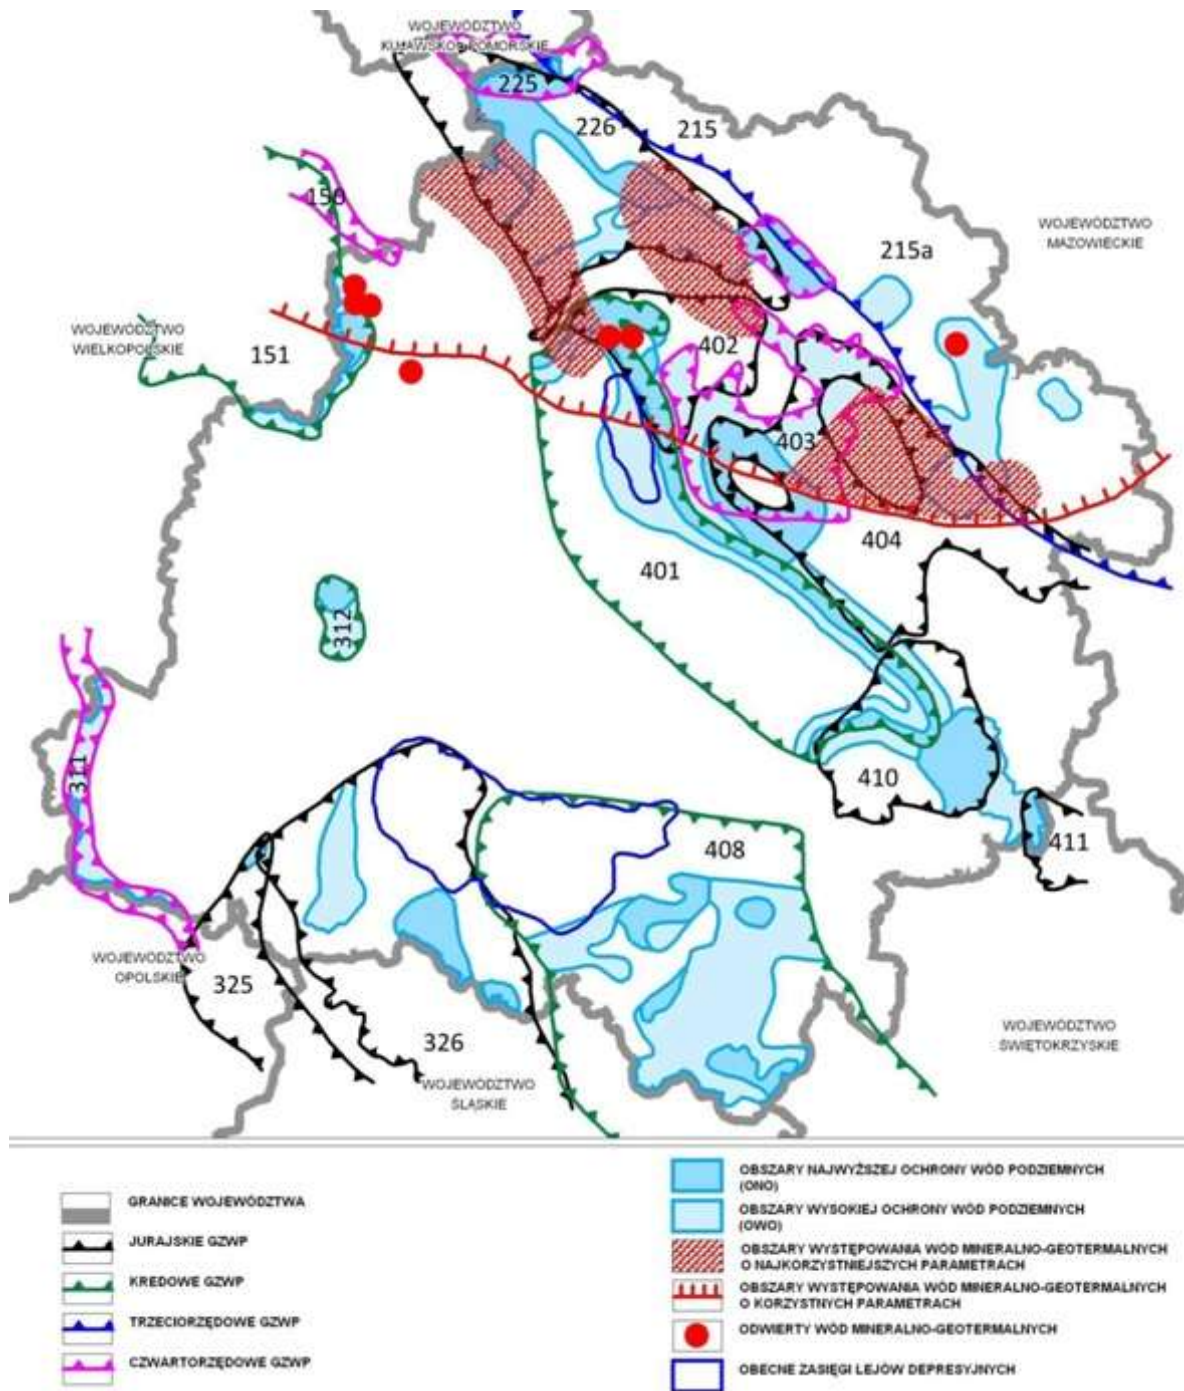 WOJEWÓDZTWO
KUJAWSKO-POMORSKIE
225
226
215
150
WOJEWÓDZTWO
MAZOWIECKIE
215a
WOJEWÓDZTWO
WIELKOPOLSKIE
151
402
403
404
401
312
311
410
411
408
WOJEWÓDZTWO
OPOLSKIE
325
326
WOJEWÓDZTWO
ŚLĄSKIE
WOJEWÓDZTWO
ŚWIĘTOKRZYSKIE
GRANICE WOJEWÓDZTWA
JURAJSKIE GZWP
KREDOWE GZWP
TRZECIORZĘDOWE GZWP
CZWARTORZĘDOWE GZWP
OBSZARY NAJWYŻSZEJ OCHRONY WÓD PODZIEMNYCH
(ONO)
OBSZARY WYSOKIEJ OCHRONY WÓD PODZIEMNYCH
(OWO)
OBSZARY WYSTĘPOWANIA WÓD MINERALNO-GEOTERMALNYCH
O NAJKORZYSTNIEJSZYCH PARAMETRACH
OBSZARY WYSTĘPOWANIA WÓD MINERALNO-GEOTERMALNYCH
O KORZYSTNYCH PARAMETRACH
ODWIERTY WÓD MINERALNO-GEOTERMALNYCH
OBECNE ZASIĘGI LEJÓW DEPRESYJNYCH